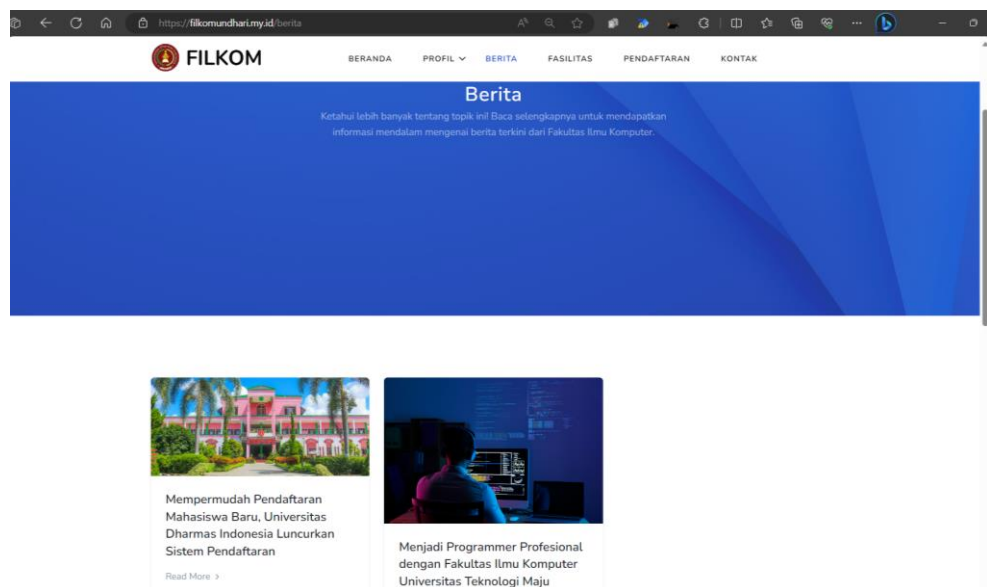 https://filkomundhari.my.id/berita
FILKOM
BERANDA PROFIL BERITA FASILITAS PENDAFTARAN KONTAK
Berita
Ketahui lebih banyak tentang topik ini! Baca selengkapnya untuk mendapatkan
informasi mendalam mengenai berita terkini dari Fakultas Ilmu Komputer.
Mempermudah Pendaftaran
Mahasiswa Baru, Universitas
Dharmas Indonesia Luncurkan
Sistem Pendaftaran
Read More
Menjadi Programmer Profesional
dengan Fakultas Ilmu Komputer
Universitas Teknologi Maju